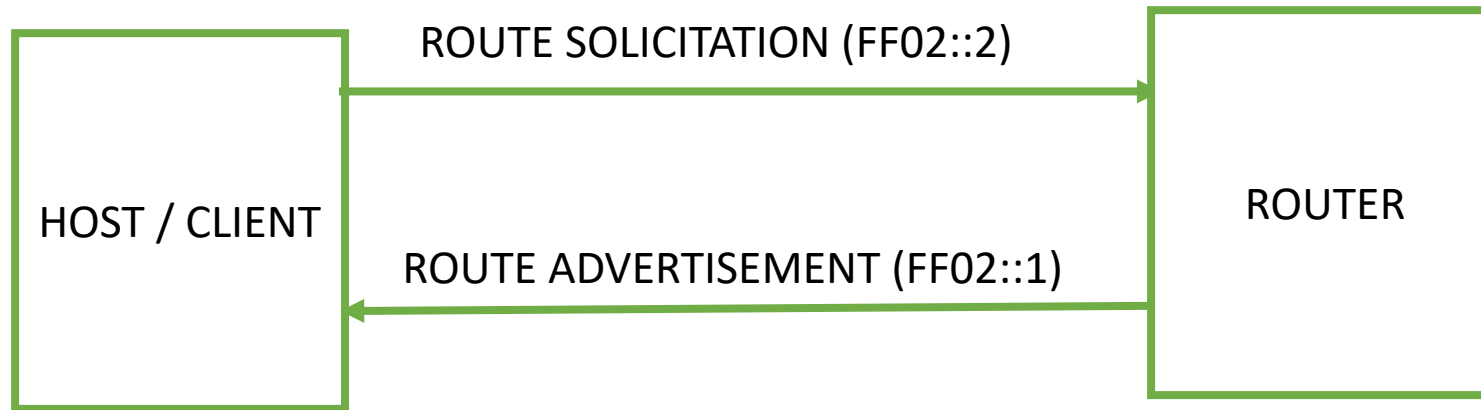 ROUTE SOLICITATION (FF02::2)
HOST / CLIENT
ROUTER
ROUTE ADVERTISEMENT (FF02::1)